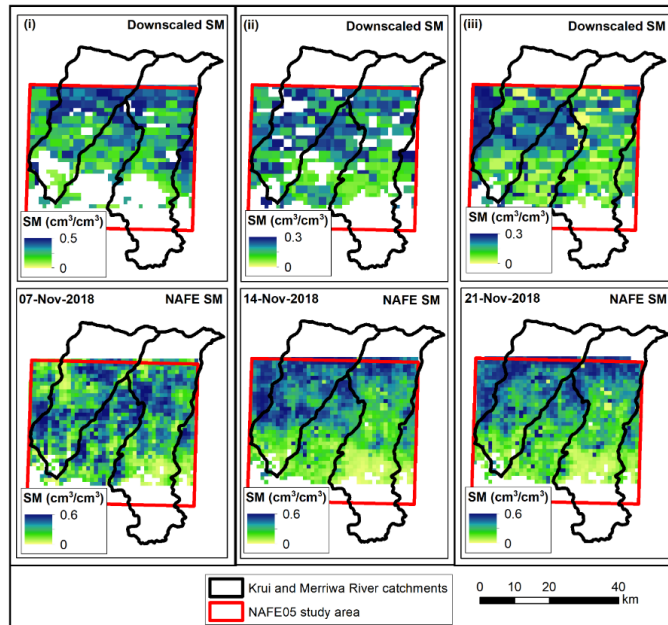 (i) Downscaled SM
(ii) Downscaled SM
(iii) Downscaled SM
SM (cm³/cm³)
0.5
0
SM (cm³/cm³)
0.3
0
SM (cm³/cm³)
0.3
0
07-Nov-2018 NAFE SM
14-Nov-2018 NAFE SM
21-Nov-2018 NAFE SM
SM (cm³/cm³)
0.6
0
SM (cm³/cm³)
0.6
0
SM (cm³/cm³)
0.6
0
Krui and Merriwa River catchments
NAFE05 study area
0 10 20 40
km